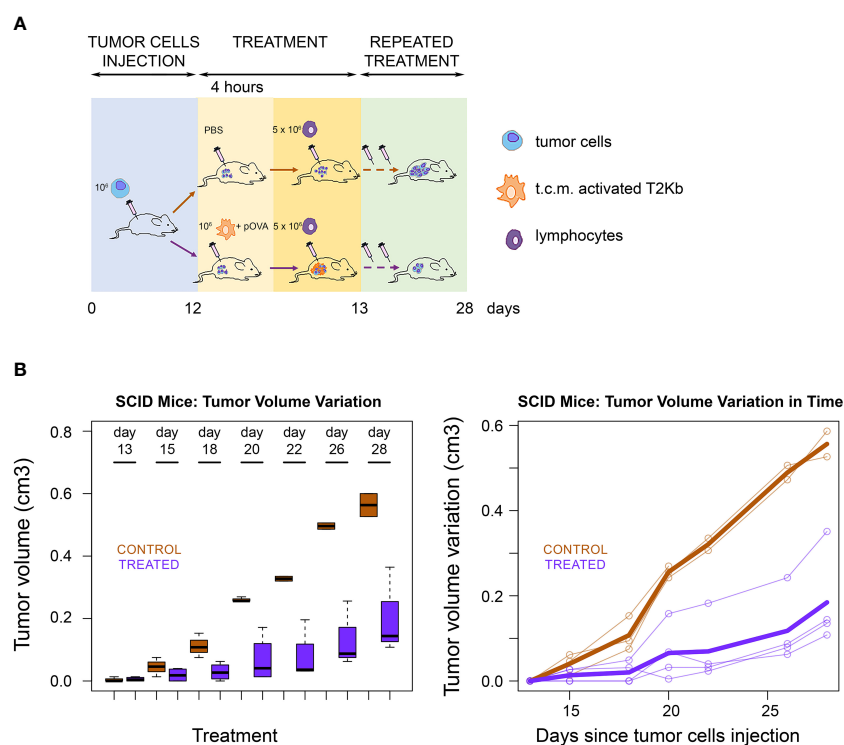 A
TUMOR CELLS
INJECTION
TREATMENT
REPEATED
TREATMENT
4 hours
PBS
5 x 10⁶
10⁶
10⁶ + pOVA 5 x 10⁶
tumor cells
t.c.m. activated T2Kb
lymphocytes
0 12 13 28 days
B
SCID Mice: Tumor Volume Variation
Tumor volume (cm3)
0.8
0.6
0.4
0.2
0.0
day
13
day
15
day
18
day
20
day
22
day
26
day
28
CONTROL
TREATED
Treatment
SCID Mice: Tumor Volume Variation in Time
Tumor volume variation (cm3)
0.6
0.4
0.2
0.0
CONTROL
TREATED
15 20 25
Days since tumor cells injection